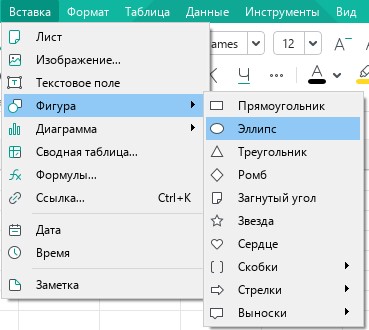 Вставка Формат Таблица Данные Инструменты Вид
Лист
Изображение...
Текстовое поле
Фигура
Диаграмма
Сводная таблица...
Формулы...
Ссылка... Ctrl+K
Дата
Время
Заметка
ames 12 A
К Ч А
Прямоугольник
Эллипс
Треугольник
Ромб
Загнутый угол
Звезда
Сердце
Скобки
Стрелки
Выноски